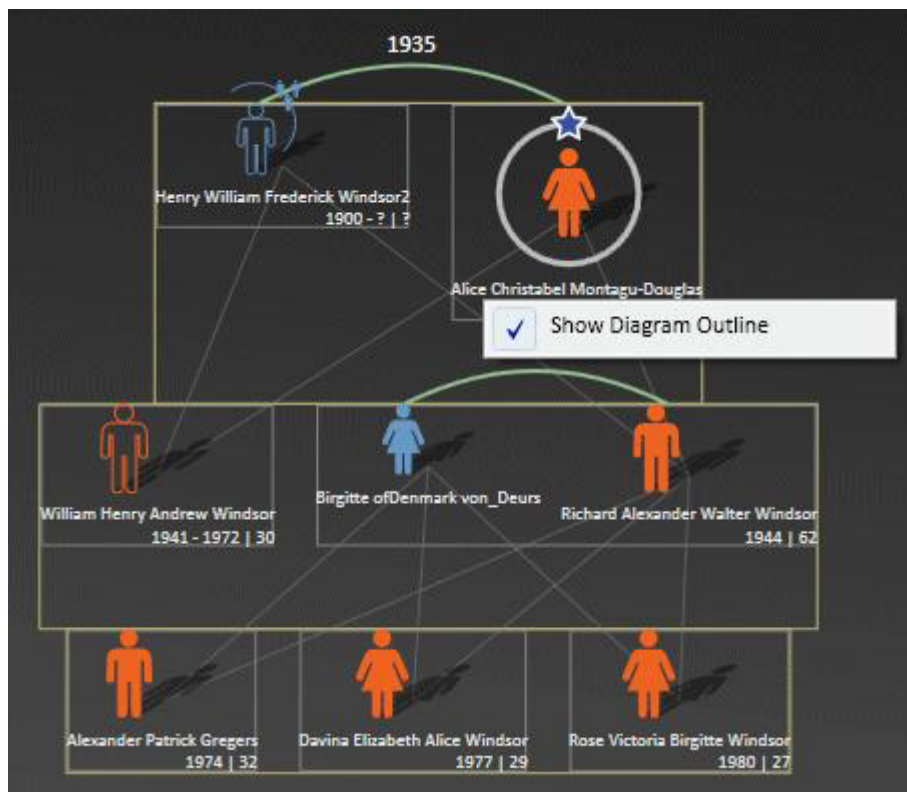 1935
Henry William Frederick Windsor2
1900 - ? | ?
Alice Christabel Montagu-Douglas
Show Diagram Outline
William Henry Andrew Windsor
1941 - 1972 | 30
Birgitte ofDenmark von_Deurs
Richard Alexander Walter Windsor
1944 | 62
Alexander Patrick Gregers
1974 | 32
Davina Elizabeth Alice Windsor
1977 | 29
Rose Victoria Birgitte Windsor
1980 | 27